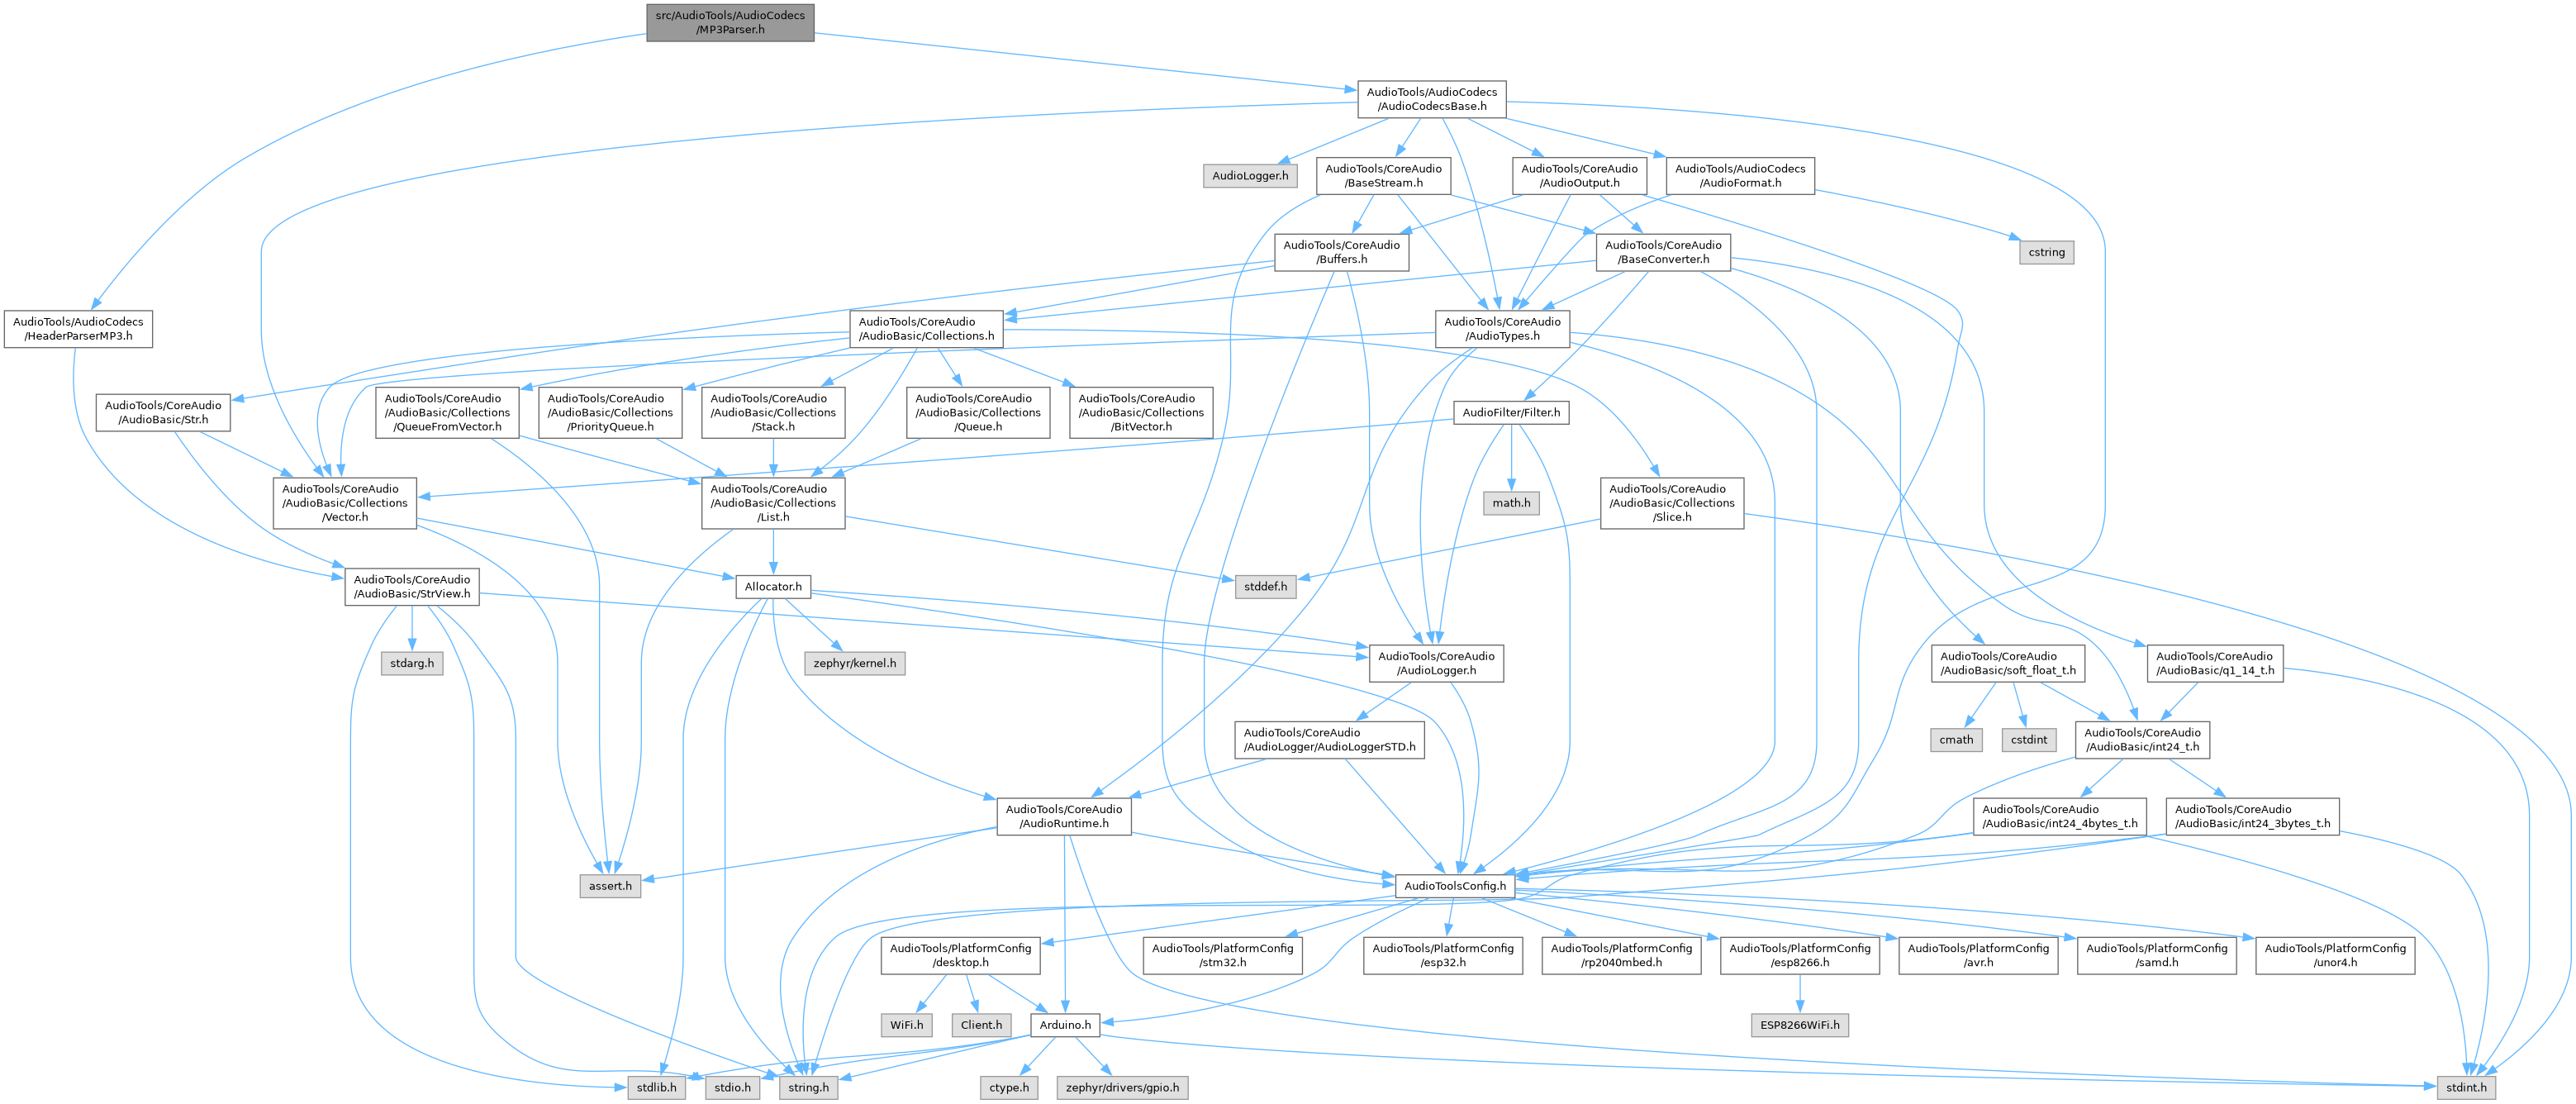 src/AudioTools/AudioCodecs
/MP3Parser.h
AudioTools/AudioCodecs
/AudioCodecsBase.h
AudioLogger.h
AudioTools/CoreAudio
/BaseStream.h
AudioTools/CoreAudio
/AudioOutput.h
AudioTools/AudioCodecs
/AudioFormat.h
AudioTools/CoreAudio
/Buffers.h
AudioTools/CoreAudio
/BaseConverter.h
cstring
AudioTools/AudioCodecs
/HeaderParserMP3.h
AudioTools/CoreAudio
/AudioBasic/Collections.h
AudioTools/CoreAudio
/AudioTypes.h
AudioTools/CoreAudio
/AudioBasic/Str.h
AudioTools/CoreAudio
/AudioBasic/Collections
/QueueFromVector.h
AudioTools/CoreAudio
/AudioBasic/Collections
/PriorityQueue.h
AudioTools/CoreAudio
/AudioBasic/Collections
/Stack.h
AudioTools/CoreAudio
/AudioBasic/Collections
/Queue.h
AudioTools/CoreAudio
/AudioBasic/Collections
/BitVector.h
AudioFilter/Filter.h
AudioTools/CoreAudio
/AudioBasic/Collections
/Vector.h
AudioTools/CoreAudio
/AudioBasic/Collections
/List.h
math.h
AudioTools/CoreAudio
/AudioBasic/Collections
/Slice.h
AudioTools/CoreAudio
/AudioBasic/StrView.h
Allocator.h
stddef.h
stdarg.h
zephyr/kernel.h
AudioTools/CoreAudio
/AudioLogger.h
AudioTools/CoreAudio
/AudioBasic/soft_float_t.h
AudioTools/CoreAudio
/AudioBasic/q1_14_t.h
AudioTools/CoreAudio
/AudioLogger/AudioLoggerSTD.h
cmath
cstdint
AudioTools/CoreAudio
/AudioBasic/int24_t.h
AudioTools/CoreAudio
/AudioRuntime.h
AudioTools/CoreAudio
/AudioBasic/int24_4bytes_t.h
AudioTools/CoreAudio
/AudioBasic/int24_3bytes_t.h
assert.h
AudioToolsConfig.h
AudioTools/PlatformConfig
/desktop.h
AudioTools/PlatformConfig
/stm32.h
AudioTools/PlatformConfig
/esp32.h
AudioTools/PlatformConfig
/rp2040mbed.h
AudioTools/PlatformConfig
/esp8266.h
AudioTools/PlatformConfig
/avr.h
AudioTools/PlatformConfig
/samd.h
AudioTools/PlatformConfig
/unor4.h
WiFi.h
Client.h
Arduino.h
ESP8266WiFi.h
stdlib.h
stdio.h
string.h
ctype.h
zephyr/drivers/gpio.h
stdint.h